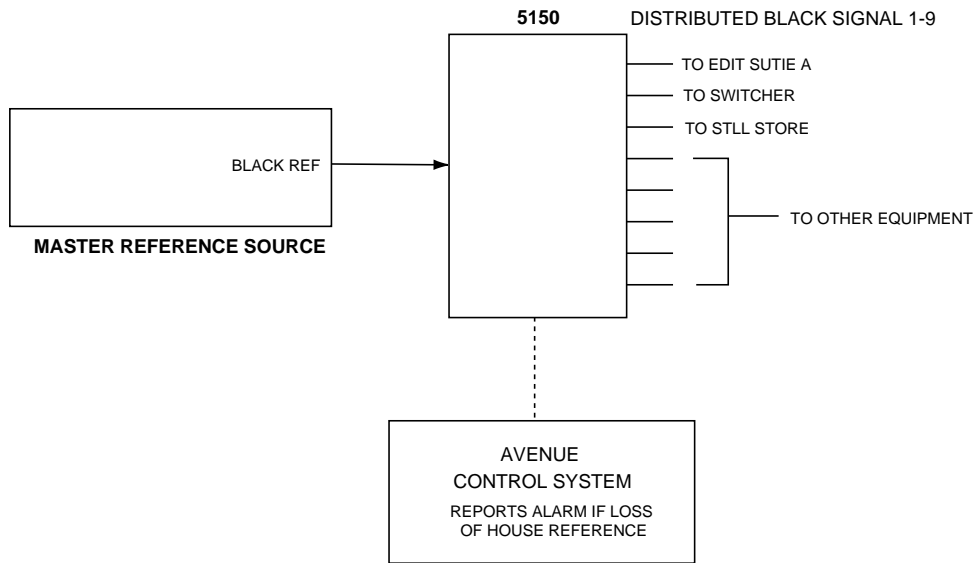 5150 DISTRIBUTED BLACK SIGNAL 1-9
TO EDIT SUTIE A
TO SWITCHER
TO STLL STORE
BLACK REF
TO OTHER EQUIPMENT
MASTER REFERENCE SOURCE
AVENUE
CONTROL SYSTEM
REPORTS ALARM IF LOSS
OF HOUSE REFERENCE